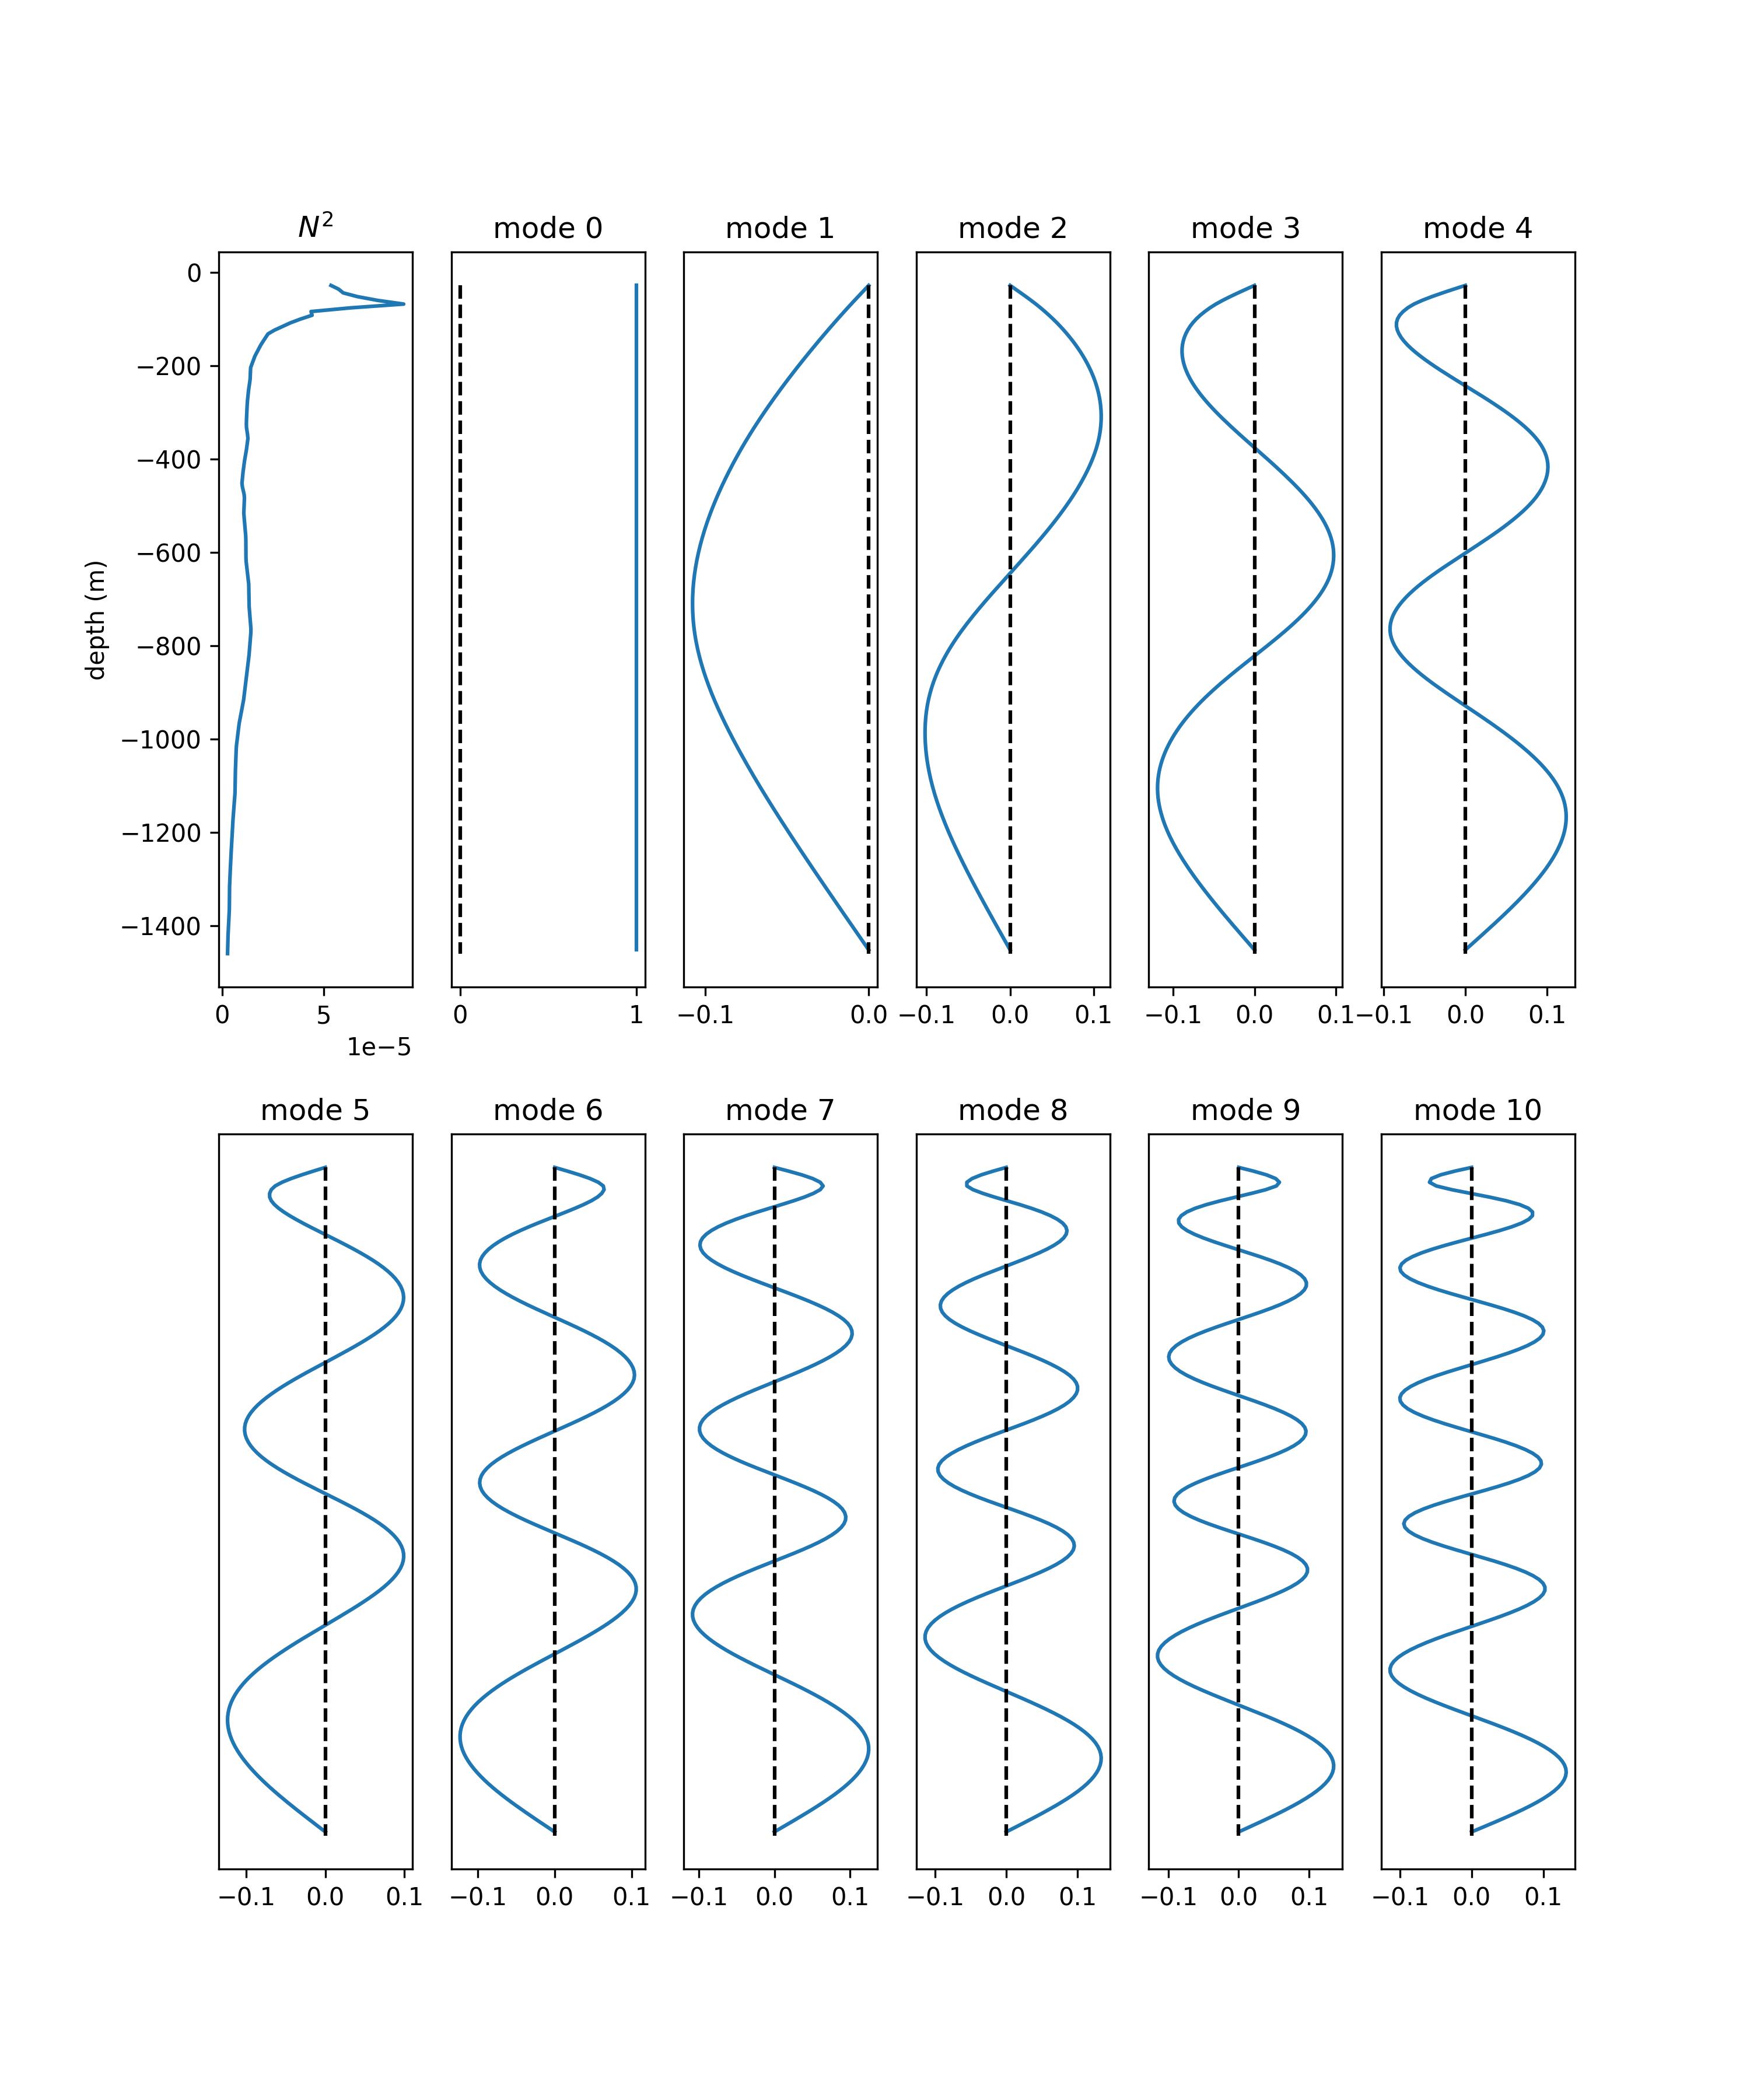 N²
mode 0
mode 1
mode 2
mode 3
mode 4
depth (m)
0
−200
−400
−600
−800
−1000
−1200
−1400
0 5
1e−5
0 1
−0.1 0.0
−0.1 0.0 0.1
−0.1 0.0 0.1
−0.1 0.0 0.1
mode 5
mode 6
mode 7
mode 8
mode 9
mode 10
−0.1 0.0 0.1
−0.1 0.0 0.1
−0.1 0.0 0.1
−0.1 0.0 0.1
−0.1 0.0 0.1
−0.1 0.0 0.1